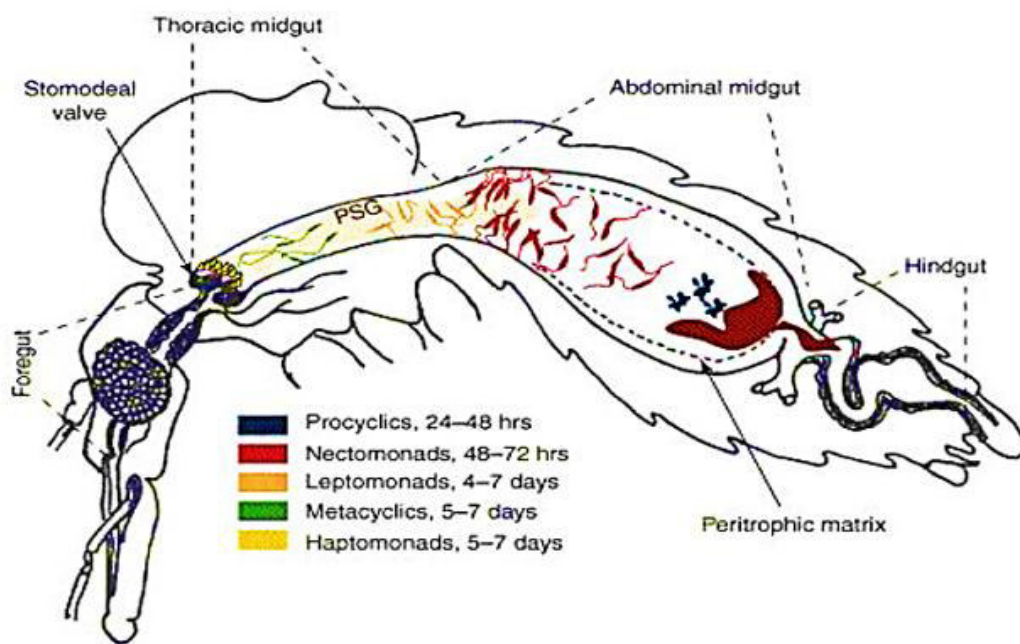 Thoracic midgut
Stomodeal
valve
Abdominal midgut
PSG
Hindgut
Foregut
Procyclics, 24–48 hrs
Nectomonads, 48–72 hrs
Leptomonads, 4–7 days
Metacyclics, 5–7 days
Haptomonads, 5–7 days
Peritrophic matrix